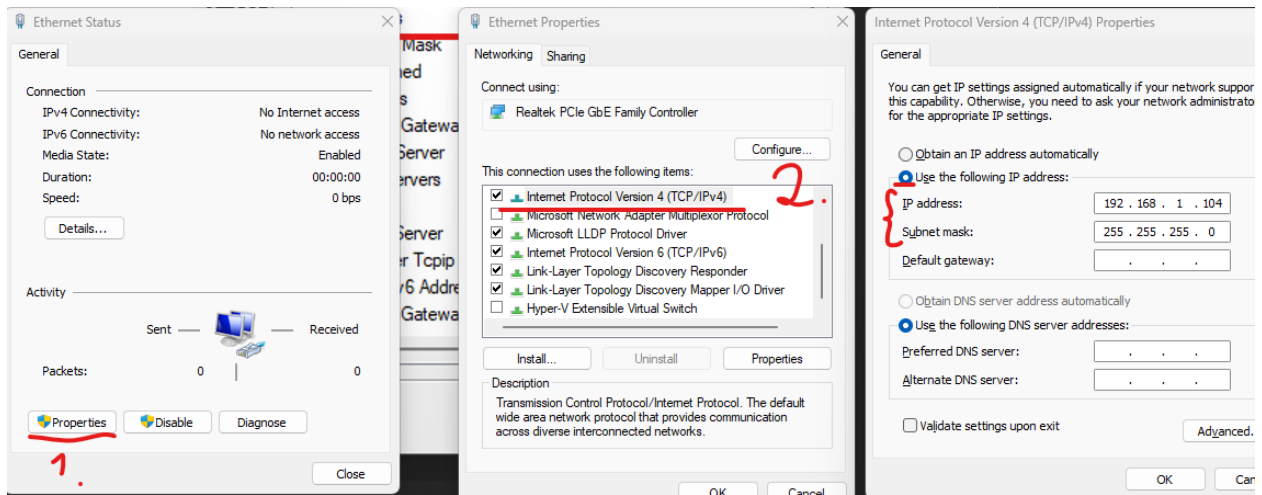 Ethernet Status
General
Connection
IPv4 Connectivity: No Internet access
IPv6 Connectivity: No network access
Media State: Enabled
Duration: 00:00:00
Speed: 0 bps
Details...
Activity
Sent Received
Packets: 0 0
Properties Disable Diagnose
1.
Close
Mask
Server
Server
Ethernet Properties
Networking Sharing
Connect using:
Realtek PCIe GbE Family Controller
Configure...
This connection uses the following items:
2.
Internet Protocol Version 4 (TCP/IPv4)
Microsoft Network Adapter Multiplexor Protocol
Microsoft LLDP Protocol Driver
Internet Protocol Version 6 (TCP/IPv6)
Link-Layer Topology Discovery Responder
Link-Layer Topology Discovery Mapper I/O Driver
Hyper-V Extensible Virtual Switch
Install... Uninstall Properties
Description
Transmission Control Protocol/Internet Protocol. The default
wide area network protocol that provides communication
across diverse interconnected networks.
OK Cancel
Internet Protocol Version 4 (TCP/IPv4) Properties
General
You can get IP settings assigned automatically if your network suppor
this capability. Otherwise, you need to ask your network administrato
for the appropriate IP settings.
Obtain an IP address automatically
Use the following IP address:
IP address: 192 . 168 . 1 . 104
Subnet mask: 255 . 255 . 255 . 0
Default gateway: . . .
Obtain DNS server address automatically
Use the following DNS server addresses:
Preferred DNS server: . . .
Alternate DNS server: . . .
Validate settings upon exit
Advanced.
OK Can